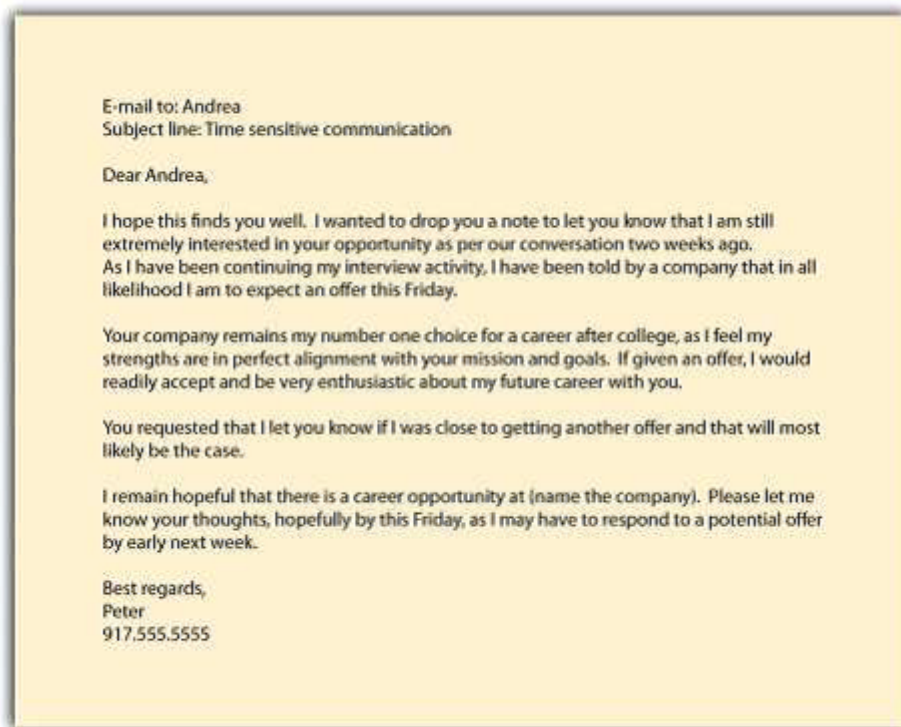 E-mail to: Andrea
Subject line: Time sensitive communication
Dear Andrea,
I hope this finds you well. I wanted to drop you a note to let you know that I am still
extremely interested in your opportunity as per our conversation two weeks ago.
As I have been continuing my interview activity, I have been told by a company that in all
likelihood I am to expect an offer this Friday.
Your company remains my number one choice for a career after college, as I feel my
strengths are in perfect alignment with your mission and goals. If given an offer, I would
readily accept and be very enthusiastic about my future career with you.
You requested that I let you know if I was close to getting another offer and that will most
likely be the case.
I remain hopeful that there is a career opportunity at (name the company). Please let me
know your thoughts, hopefully by this Friday, as I may have to respond to a potential offer
by early next week.
Best regards,
Peter
917.555.5555